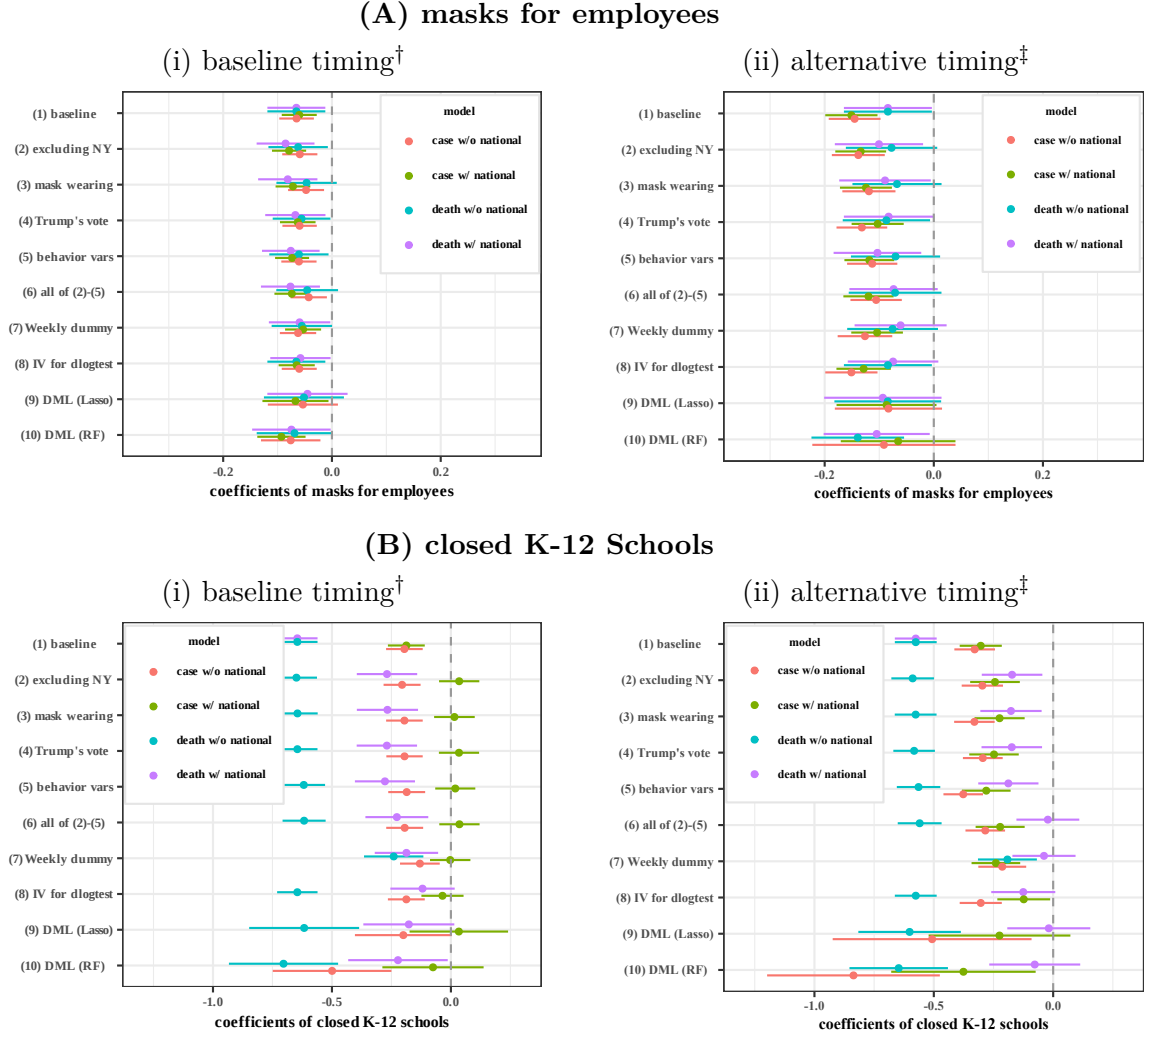 (A) masks for employees
(i) baseline timing†
(ii) alternative timing‡
(1) baseline
(2) excluding NY
(3) mask wearing
(4) Trump's vote
(5) behavior vars
(6) all of (2)-(5)
(7) Weekly dummy
(8) IV for dlogtest
(9) DML (Lasso)
(10) DML (RF)
model
case w/o national
case w/ national
death w/o national
death w/ national
-0.2
0.0
0.2
coefficients of masks for employees
(1) baseline
(2) excluding NY
(3) mask wearing
(4) Trump's vote
(5) behavior vars
(6) all of (2)-(5)
(7) Weekly dummy
(8) IV for dlogtest
(9) DML (Lasso)
(10) DML (RF)
model
case w/o national
case w/ national
death w/o national
death w/ national
-0.2
0.0
0.2
coefficients of masks for employees
(B) closed K-12 Schools
(i) baseline timing†
(ii) alternative timing‡
(1) baseline
(2) excluding NY
(3) mask wearing
(4) Trump's vote
(5) behavior vars
(6) all of (2)-(5)
(7) Weekly dummy
(8) IV for dlogtest
(9) DML (Lasso)
(10) DML (RF)
model
case w/o national
case w/ national
death w/o national
death w/ national
-1.0
-0.5
0.0
coefficients of closed K-12 schools
(1) baseline
(2) excluding NY
(3) mask wearing
(4) Trump's vote
(5) behavior vars
(6) all of (2)-(5)
(7) Weekly dummy
(8) IV for dlogtest
(9) DML (Lasso)
(10) DML (RF)
model
case w/o national
case w/ national
death w/o national
death w/ national
-1.0
-0.5
0.0
coefficients of closed K-12 schools